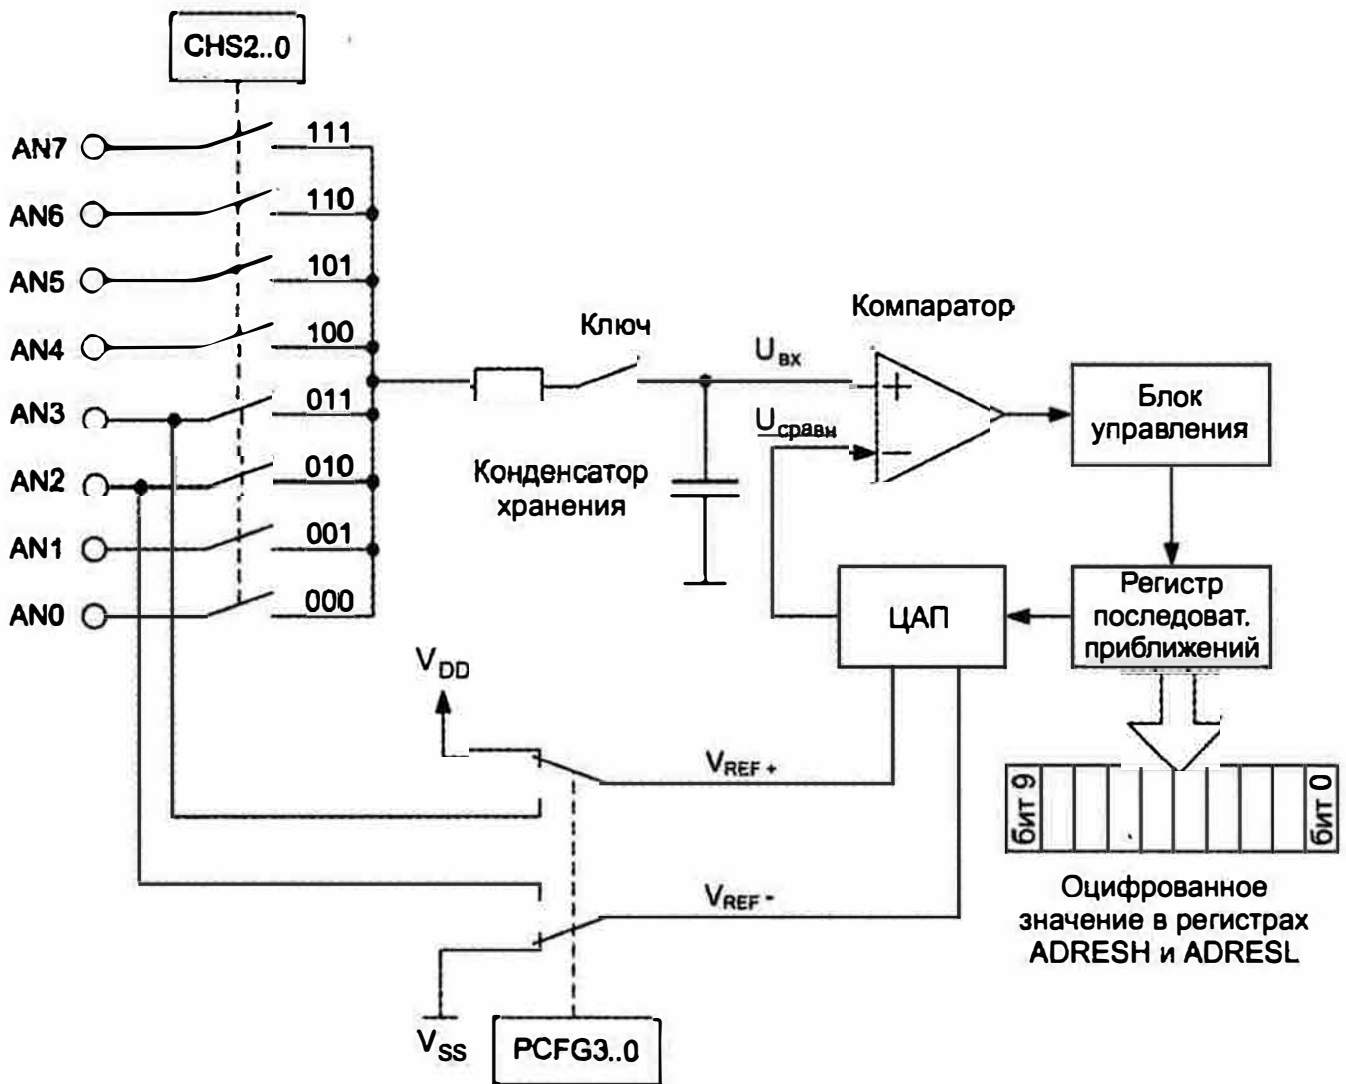 CHS2..0
AN7
111
AN6
110
AN5
101
AN4
100
AN3
011
AN2
010
AN1
001
AN0
000
Ключ
Конденсатор
хранения
Uвх
Uсравн
Компаратор
Блок
управления
ЦАП
Регистр
последоват.
приближений
VDD
VREF +
VREF -
VSS
PCFG3..0
бит 9
бит 0
Оцифрованное
значение в регистрах
ADRESH и ADRESL